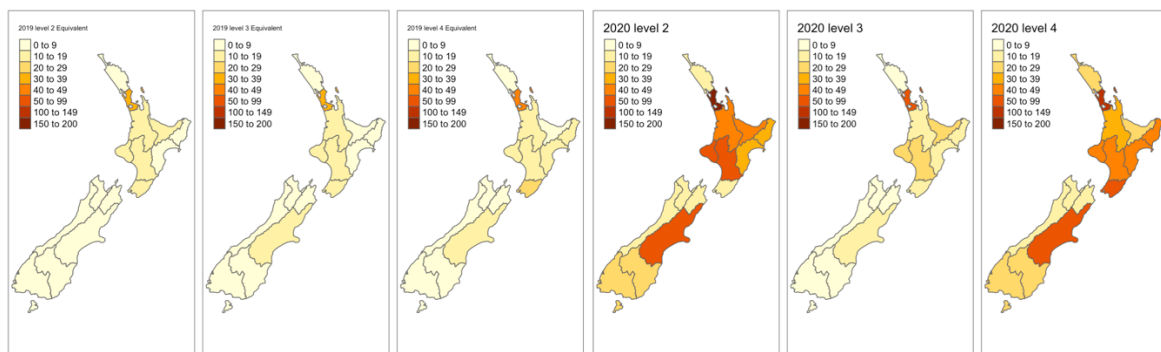 2019 level 2 Equivalent
0 to 9
10 to 19
20 to 29
30 to 39
40 to 49
50 to 99
100 to 149
150 to 200
2019 level 3 Equivalent
0 to 9
10 to 19
20 to 29
30 to 39
40 to 49
50 to 99
100 to 149
150 to 200
2019 level 4 Equivalent
0 to 9
10 to 19
20 to 29
30 to 39
40 to 49
50 to 99
100 to 149
150 to 200
2020 level 2
0 to 9
10 to 19
20 to 29
30 to 39
40 to 49
50 to 99
100 to 149
150 to 200
2020 level 3
0 to 9
10 to 19
20 to 29
30 to 39
40 to 49
50 to 99
100 to 149
150 to 200
2020 level 4
0 to 9
10 to 19
20 to 29
30 to 39
40 to 49
50 to 99
100 to 149
150 to 200